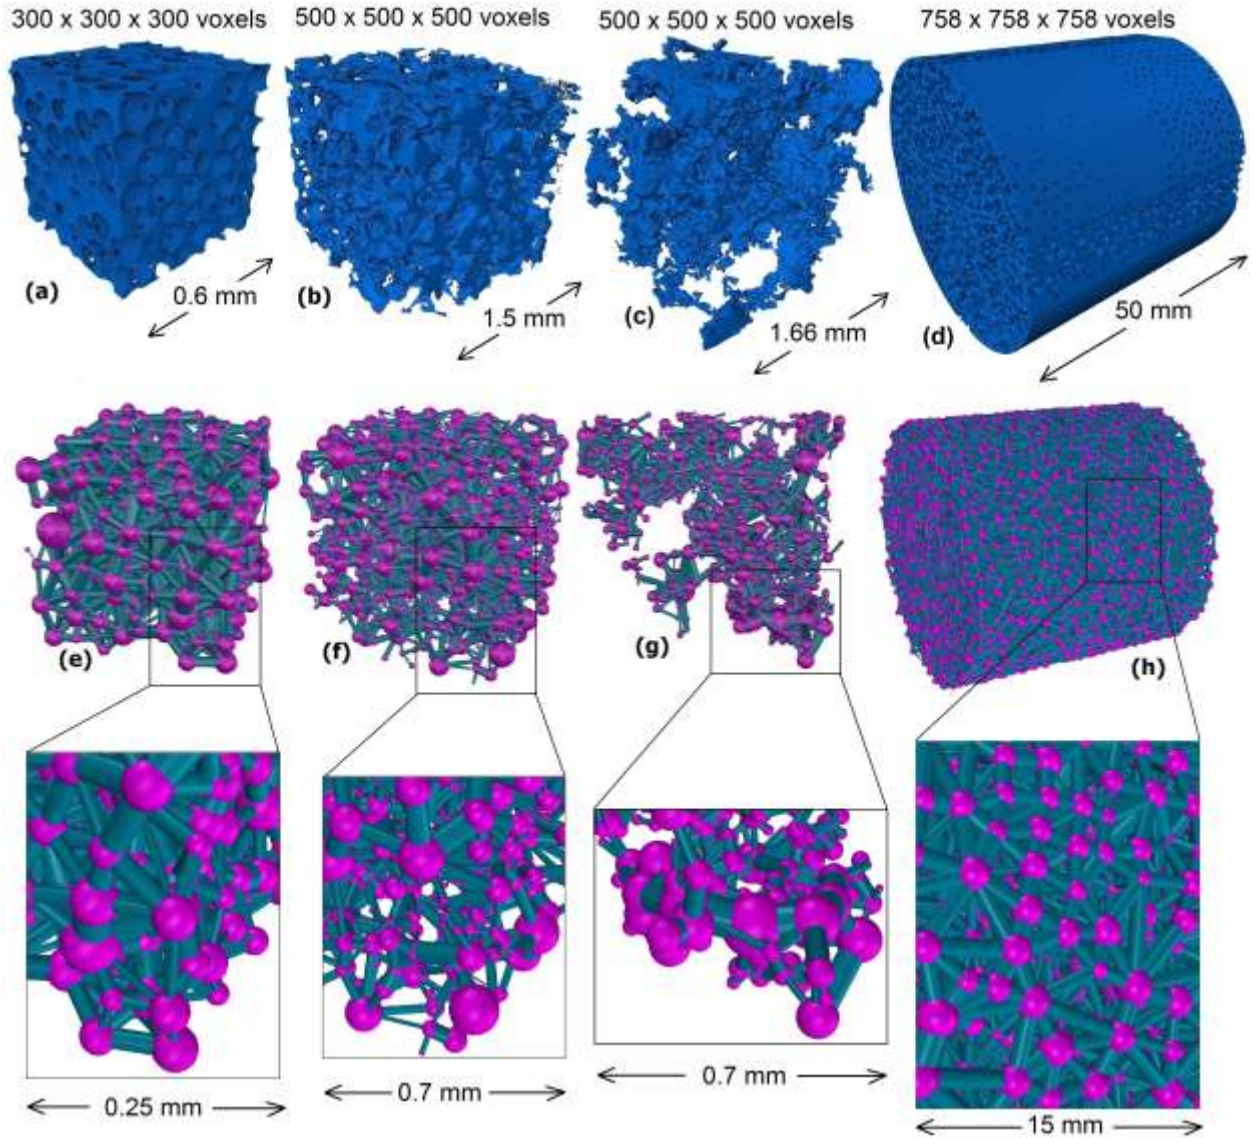 300 x 300 x 300 voxels
500 x 500 x 500 voxels
500 x 500 x 500 voxels
758 x 758 x 758 voxels
(a)
0.6 mm
(b)
1.5 mm
(c)
1.66 mm
(d)
50 mm
(e)
(f)
(g)
(h)
0.25 mm
0.7 mm
0.7 mm
15 mm